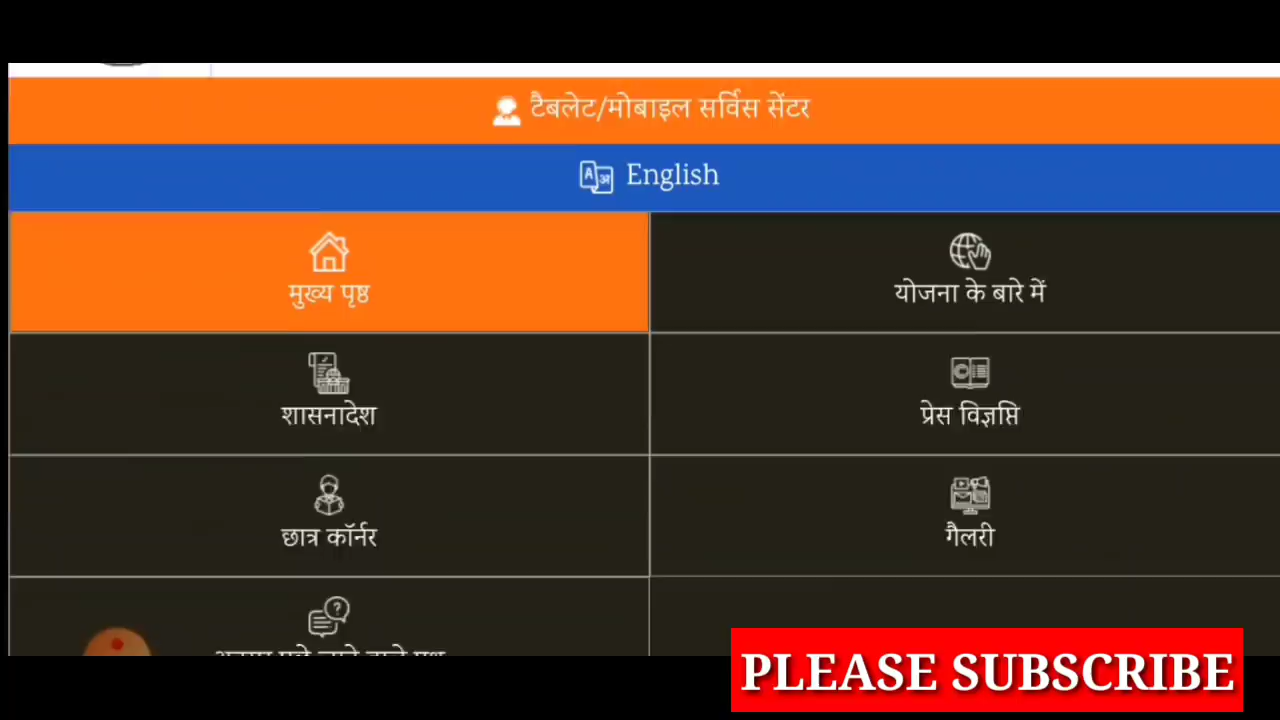 टैबलेट/मोबाइल सर्विस सेंटर
English
मुख्य पृष्ठ
योजना के बारे में
शासनादेश
प्रेस विज्ञप्ति
छात्र कॉर्नर
गैलरी
PLEASE SUBSCRIBE